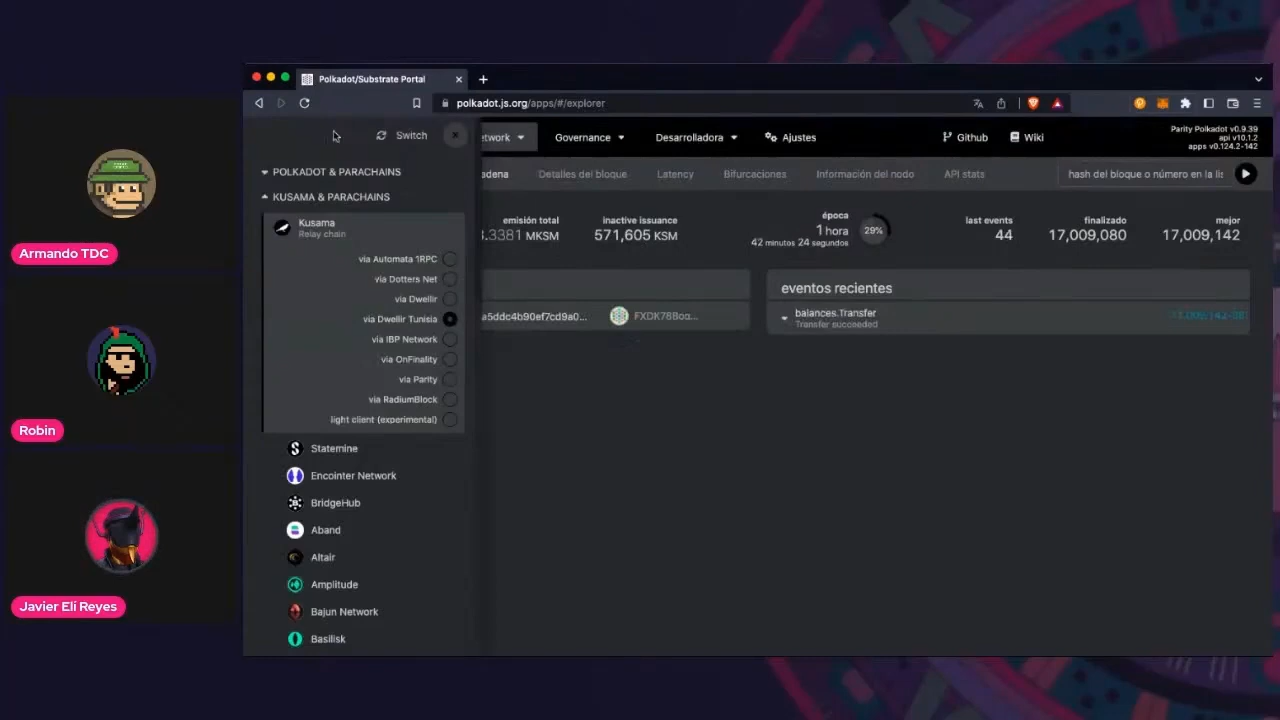 Armando TDC
Robin
Javier Elí Reyes
Polkadot/Substrate Portal
polkadot.js.org/apps/#/explorer
Switch
etwork
Governance
Desarrolladora
Ajustes
Github
Wiki
Parity Polkadot v0.9.39
api v10.1.2
apps v0.124.2-142
POLKADOT & PARACHAINS
KUSAMA & PARACHAINS
Kusama
Relay chain
via Automata 1RPC
via Dotters Net
via Dwellir
via Dwellir Tunisia
via IBP Network
via OnFinality
via Parity
via RadiumBlock
light client (experimental)
Statemine
Encointer Network
BridgeHub
Aband
Altair
Amplitude
Bajun Network
Basilisk
adena
Detalles del bloque
Latency
Bifurcaciones
Información del nodo
API stats
hash del bloque o número en la lis
emisión total
.3381 MKSM
inactive issuance
571,605 KSM
época
1 hora
42 minutos 24 segundos
29%
last events
44
finalizado
17,009,080
mejor
17,009,142
a5ddc4b90ef7cd9a0...
FXDK78Boq...
eventos recientes
balances.Transfer
Transfer succeeded